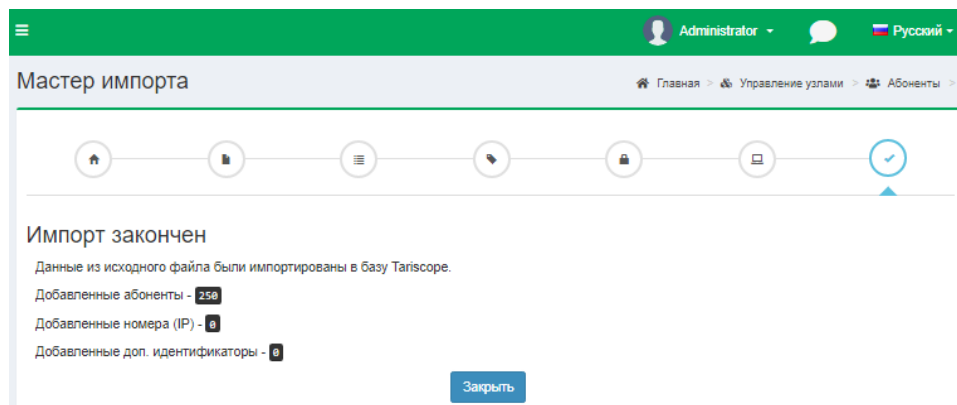 Administrator
Русский
Мастер импорта
Главная > Управление узлами > Абоненты >
Импорт закончен
Данные из исходного файла были импортированы в базу Tariscope.
Добавленные абоненты - 250
Добавленные номера (IP) - 0
Добавленные доп. идентификаторы - 0
Закрыть